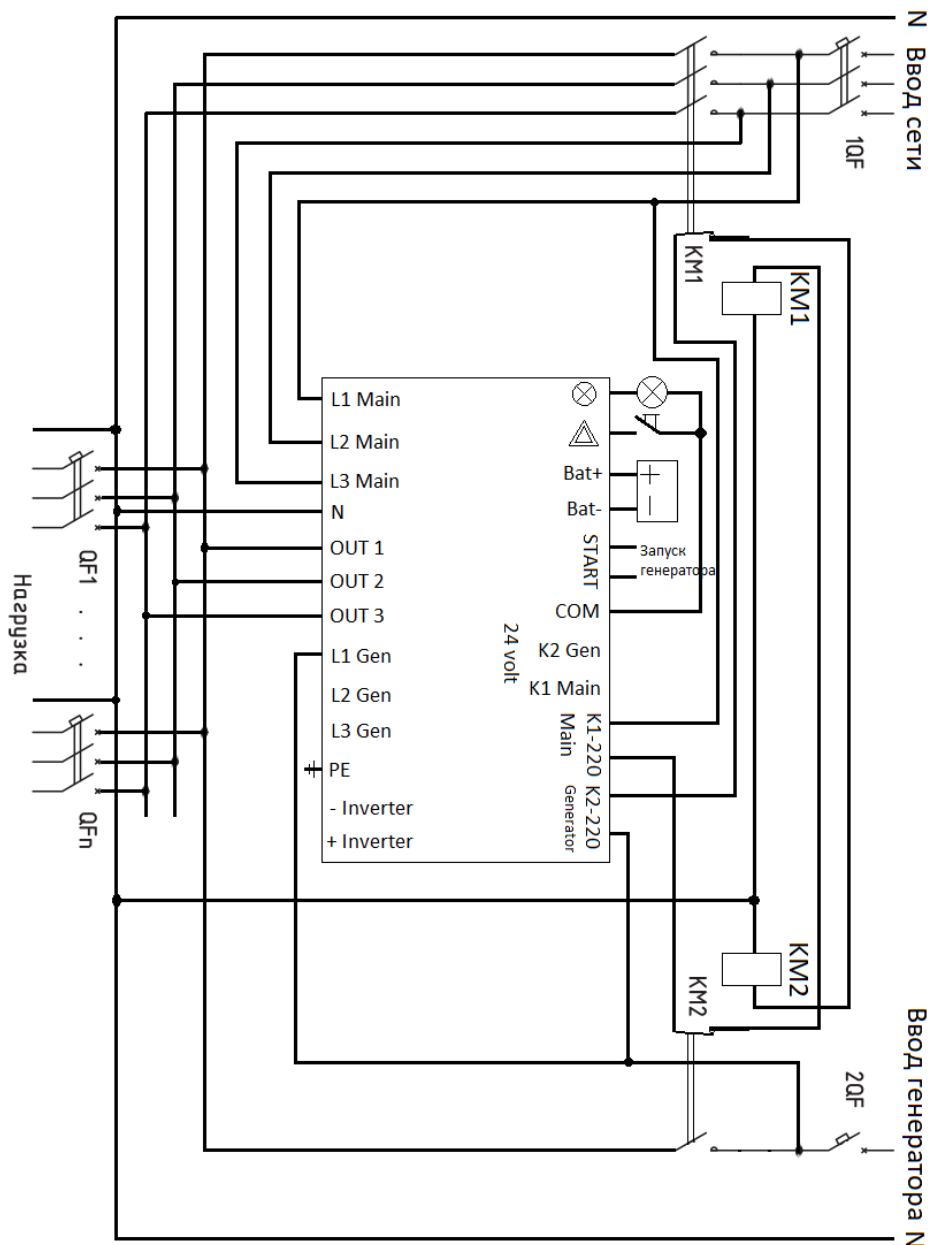 N
Ввод сети
1QF
KM1
KM1
L1 Main
L2 Main
L3 Main
N
OUT 1
OUT 2
OUT 3
L1 Gen
L2 Gen
L3 Gen
PE
- Inverter
+ Inverter
Bat+
Bat-
+
−
START
Запуск
генератора
COM
24 volt
K2 Gen
K1 Main
K1-220
Main
K2-220
Generator
QF1
. . .
Нагрузка
QFn
KM2
KM2
2QF
Ввод генератора
N